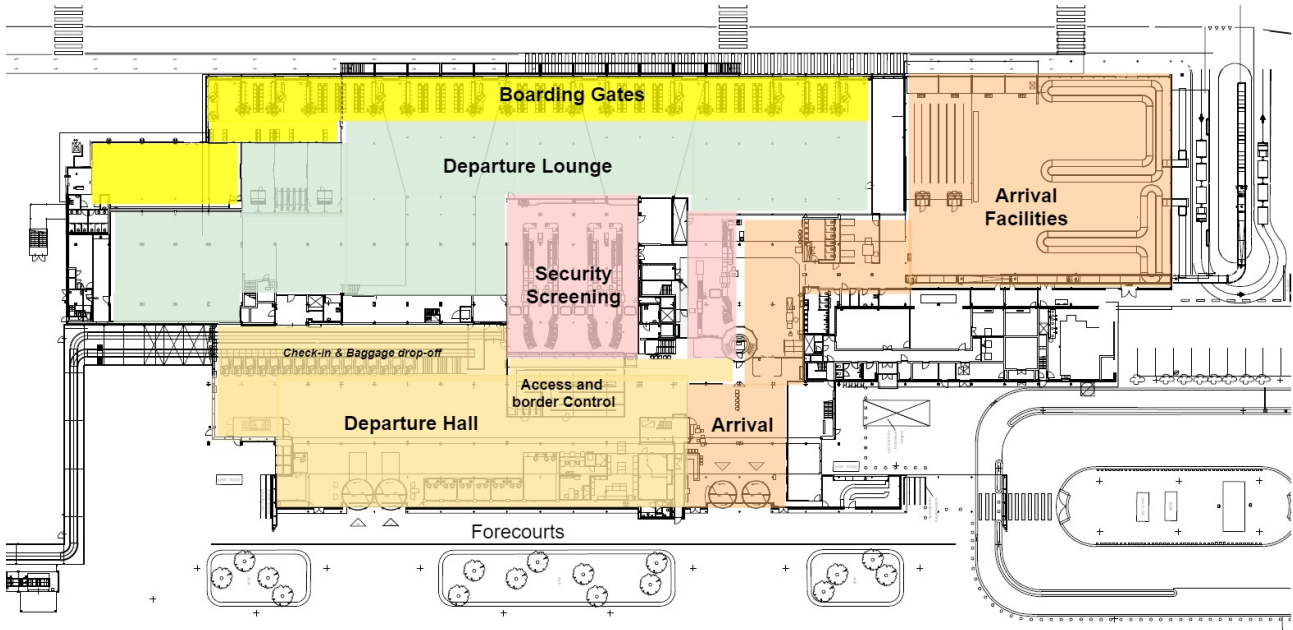 Boarding Gates
Departure Lounge
Arrival
Facilities
Security
Screening
Check-in & Baggage drop-off
Access and
border Control
Departure Hall
Arrival
Forecourts